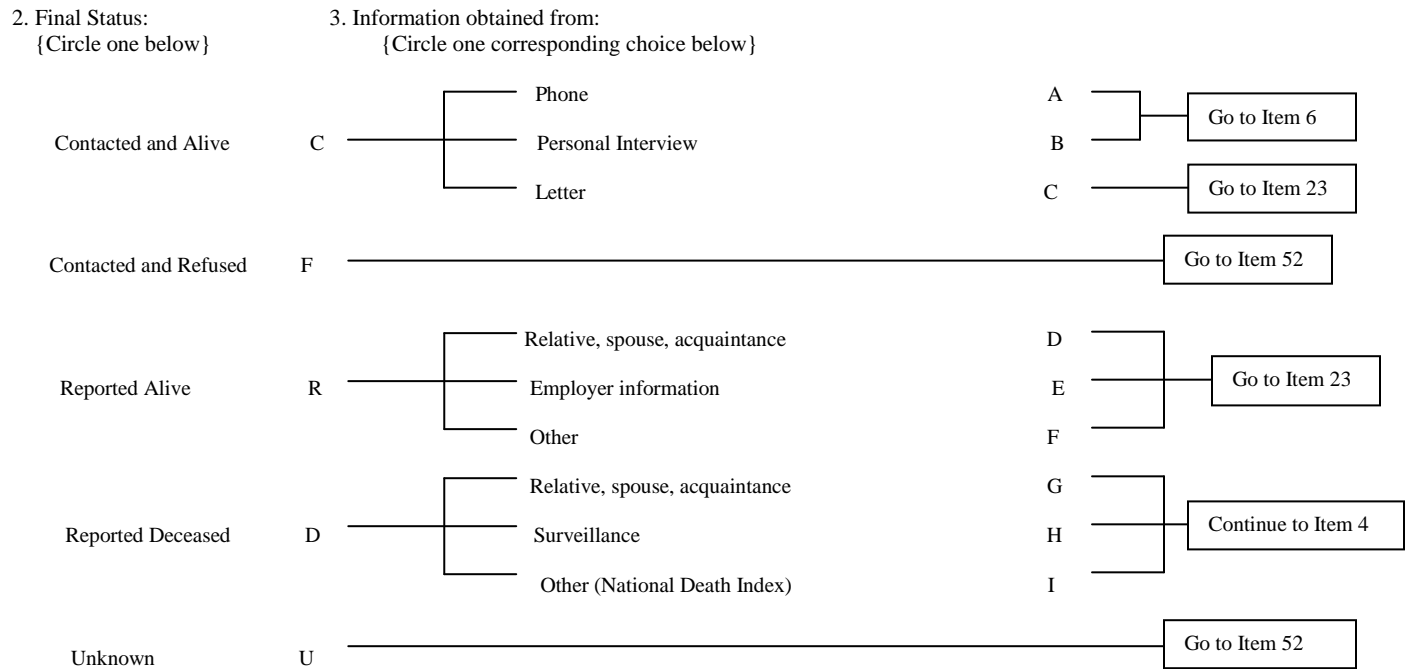 2. Final Status: 3. Information obtained from:
{Circle one below} {Circle one corresponding choice below}
Phone A
Go to Item 6
Contacted and Alive C Personal Interview B
Letter C Go to Item 23
Contacted and Refused F Go to Item 52
Relative, spouse, acquaintance D
Reported Alive R Employer information E Go to Item 23
Other F
Relative, spouse, acquaintance G
Reported Deceased D Surveillance H Continue to Item 4
Other (National Death Index) I
Unknown U Go to Item 52